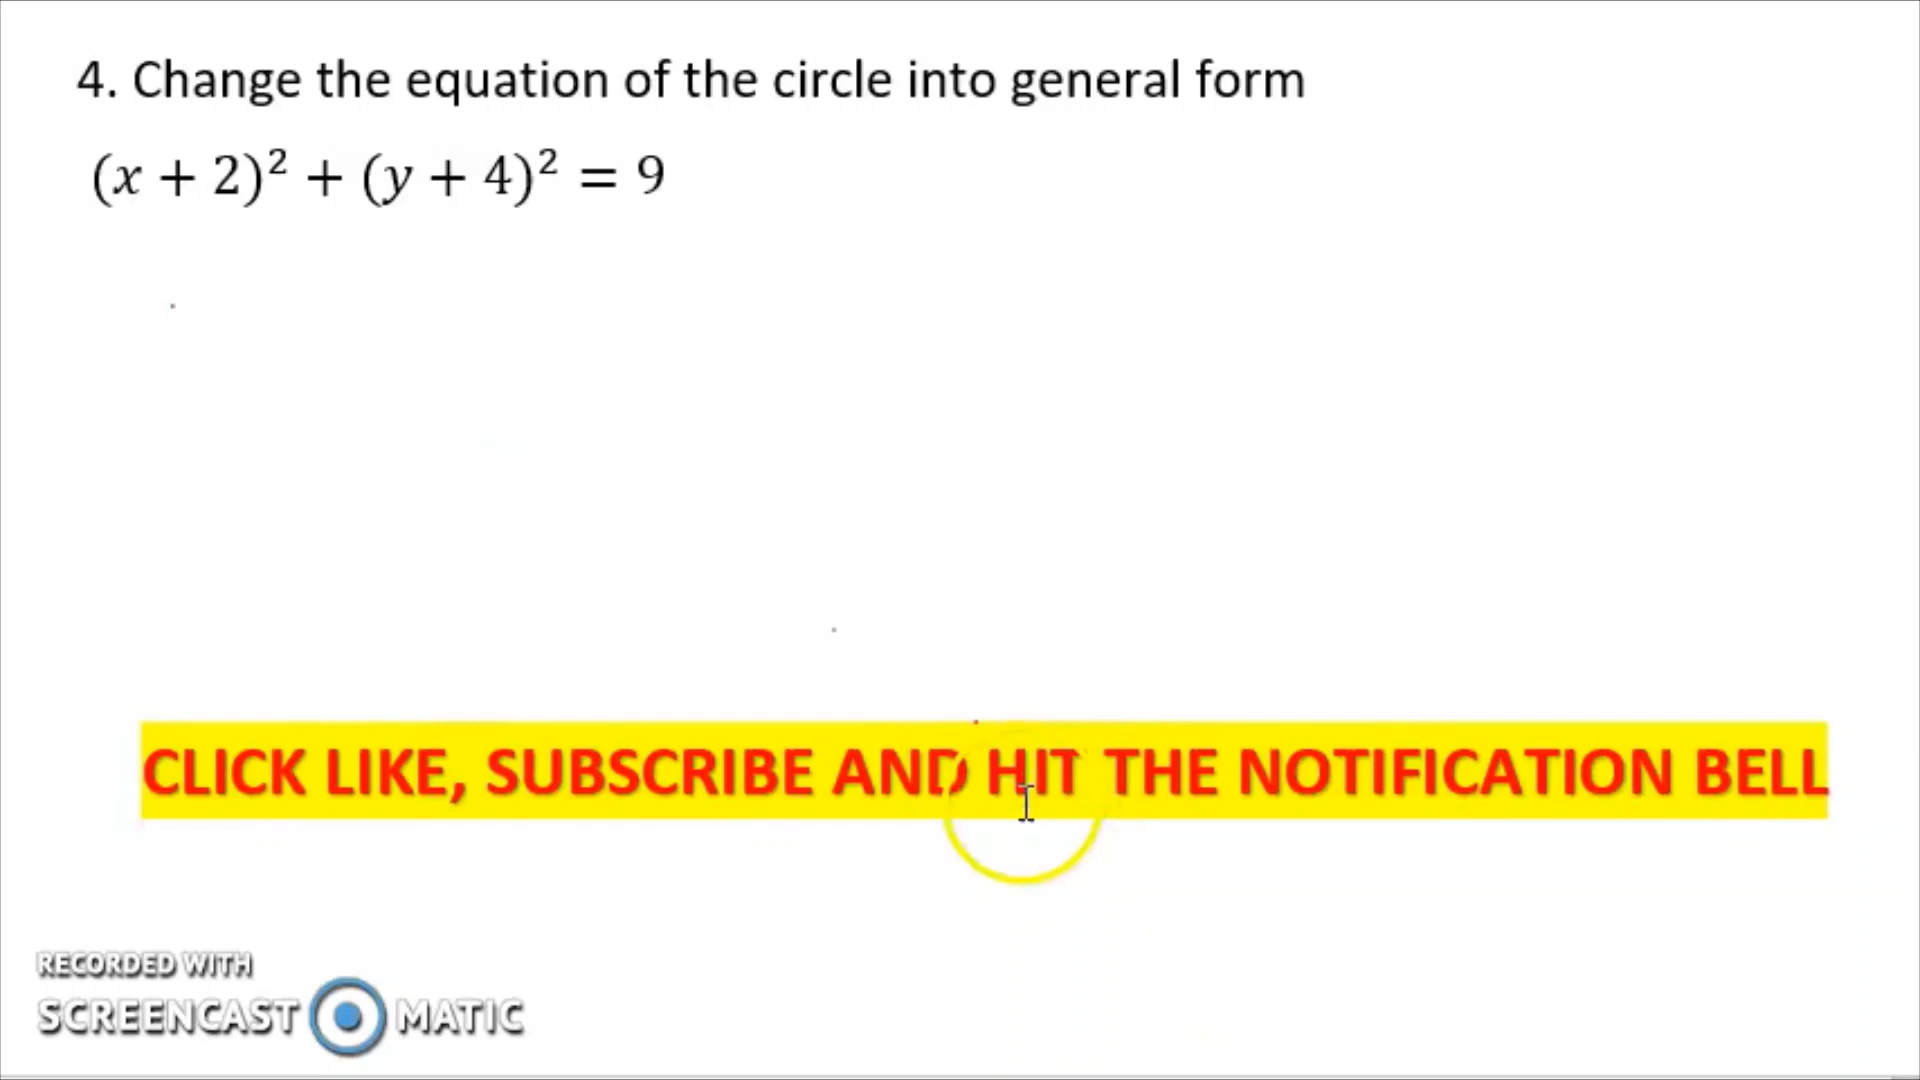 4. Change the equation of the circle into general form
(x + 2)² + (y + 4)² = 9
CLICK LIKE, SUBSCRIBE AND HIT THE NOTIFICATION BELL
RECORDED WITH
SCREENCAST MATIC